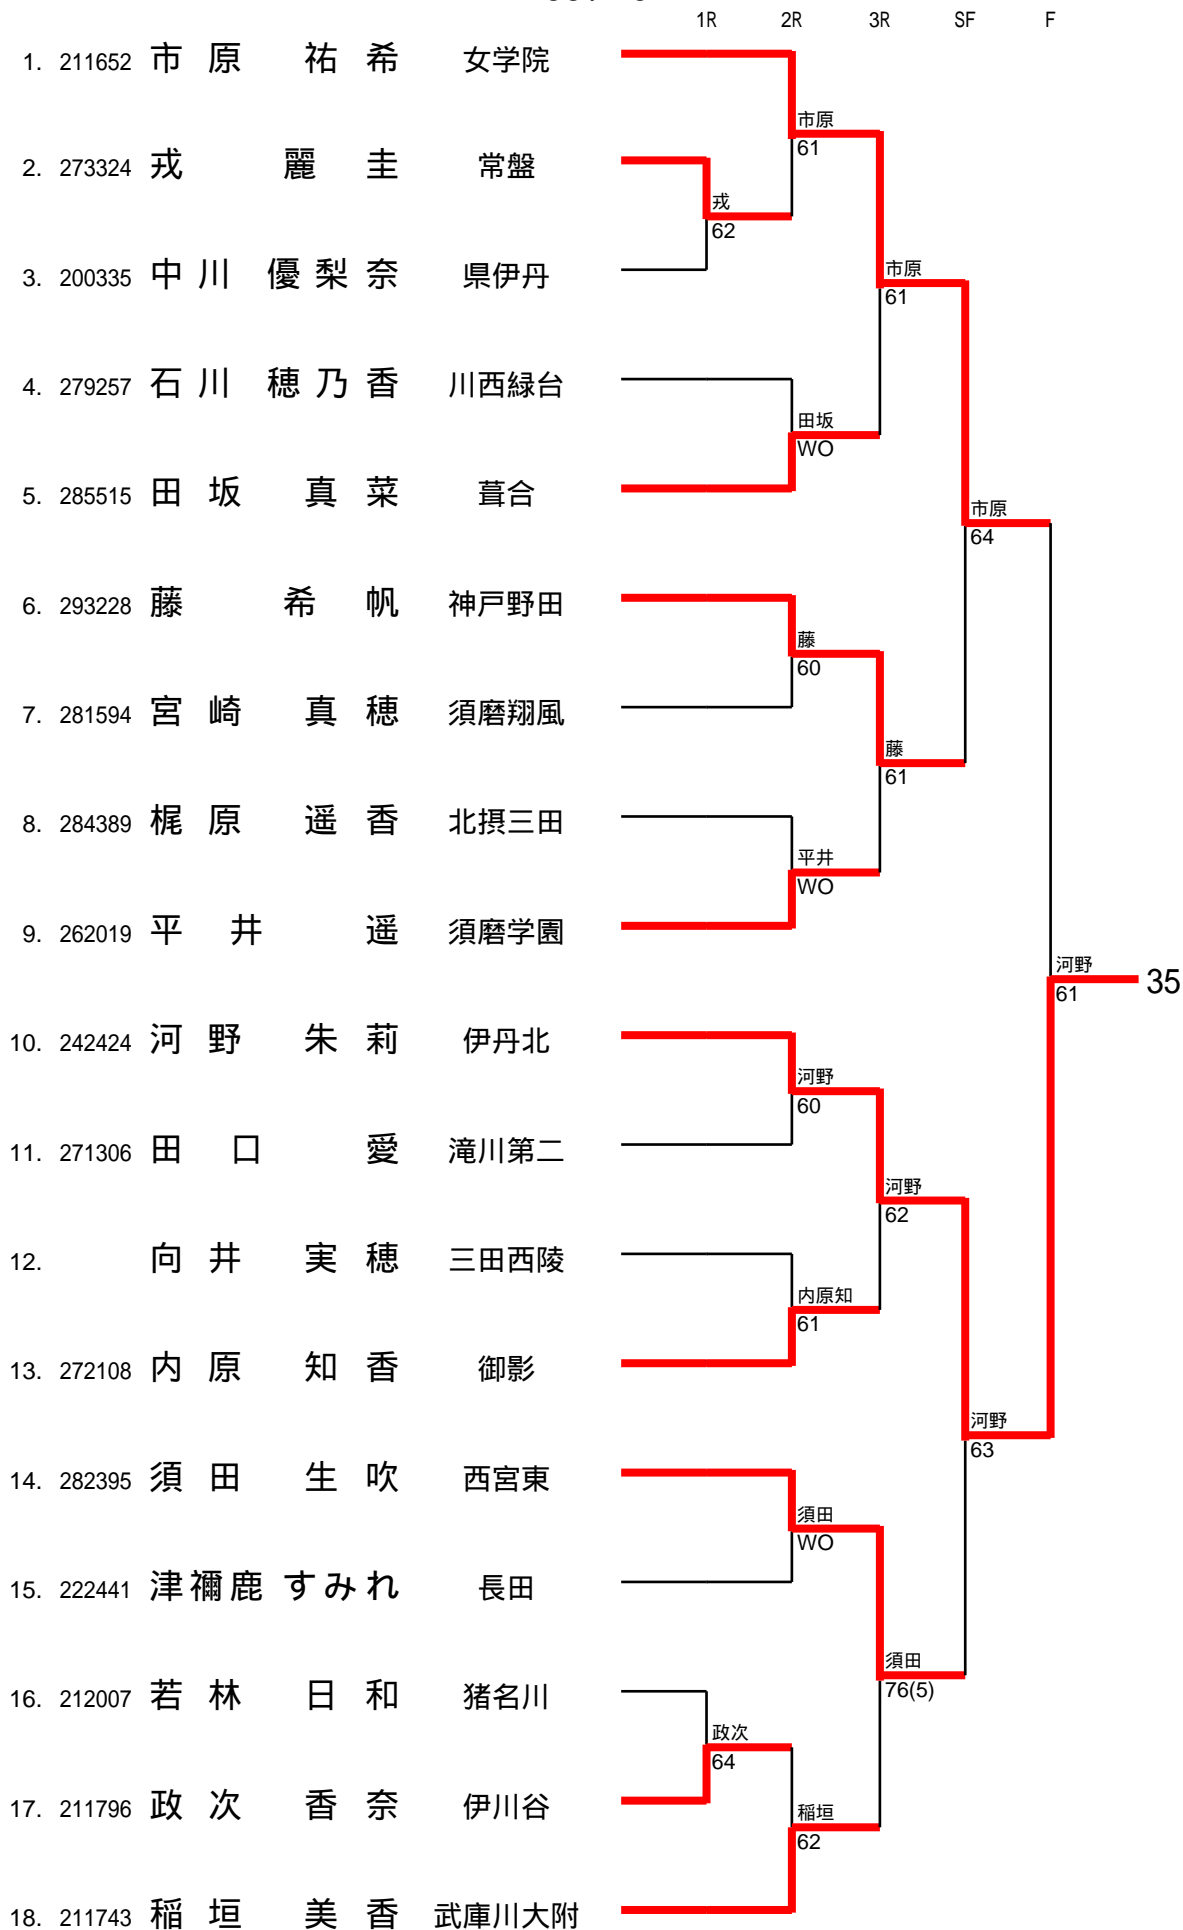 1R 2R 3R SF F
1. 211652 市原 祐希 女学院
市原
61
2. 273324 戎 麗圭 常盤
戎
62
3. 200335 中川 優梨奈 県伊丹
市原
61
4. 279257 石川 穂乃香 川西緑台
田坂
WO
5. 285515 田坂 真菜 葺合
市原
64
6. 293228 藤 希帆 神戸野田
藤
60
7. 281594 宮崎 真穂 須磨翔風
藤
61
8. 284389 梶原 遥香 北摂三田
平井
WO
9. 262019 平井 遥 須磨学園
河野
61
35
10. 242424 河野 朱莉 伊丹北
河野
60
11. 271306 田口 愛 滝川第二
河野
62
12. 向井 実穂 三田西陵
内原知
61
13. 272108 内原 知香 御影
河野
63
14. 282395 須田 生吹 西宮東
須田
WO
15. 222441 津禰鹿 すみれ 長田
須田
76(5)
16. 212007 若林 日和 猪名川
政次
64
17. 211796 政次 香奈 伊川谷
稲垣
62
18. 211743 稲垣 美香 武庫川大附